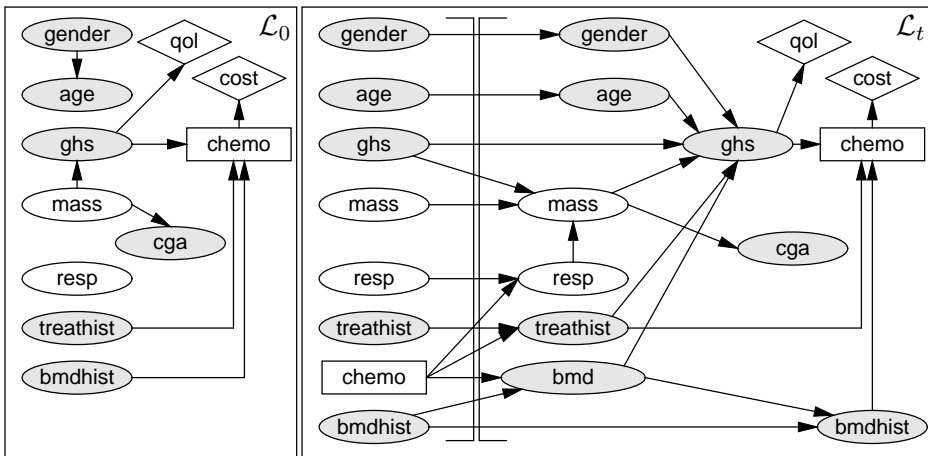 gender
qol
ℒ0
cost
age
ghs
chemo
mass
cga
resp
treathist
bmdhist
gender
gender
qol
ℒt
cost
age
age
ghs
ghs
chemo
mass
mass
cga
resp
resp
treathist
treathist
chemo
bmd
bmdhist
bmdhist